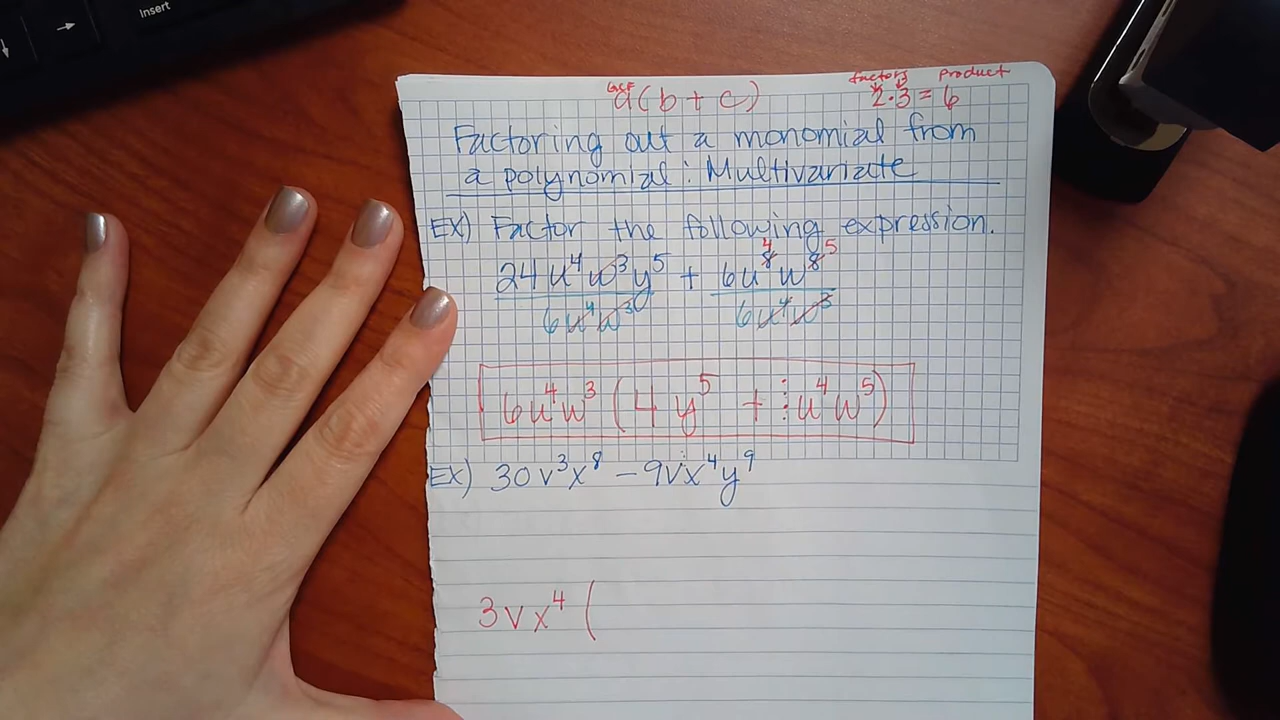 Insert
factors product
GCF
a(b + c) 2·3 = 6
Factoring out a monomial from
a polynomial: Multivariate
EX) Factor the following expression.
4 5
24u⁴w³y⁵ + 6u⁸w⁸
6u⁴w³ 6u⁴w³
6u⁴w³(4y⁵ + u⁴w⁵)
EX) 30v³x⁸ - 9vx⁴y⁹
3vx⁴(